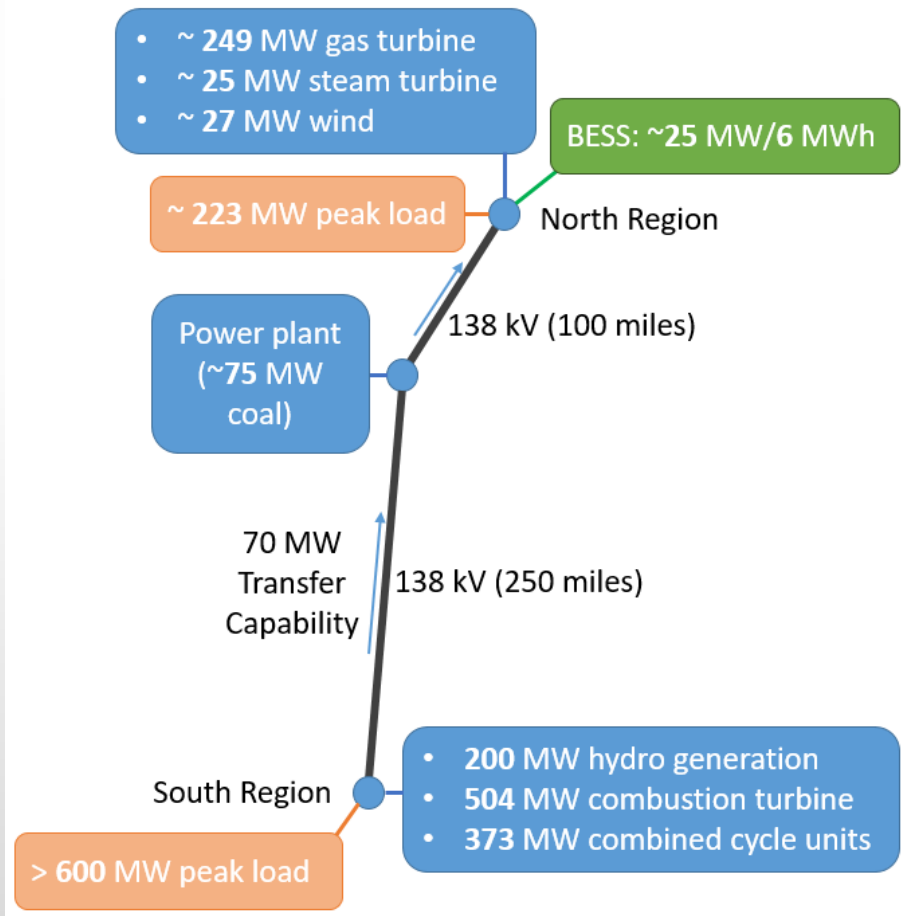 • ~ 249 MW gas turbine
• ~ 25 MW steam turbine
• ~ 27 MW wind
BESS: ~25 MW/6 MWh
~ 223 MW peak load
North Region
138 kV (100 miles)
Power plant
(~75 MW
coal)
70 MW
Transfer
Capability
138 kV (250 miles)
South Region
• 200 MW hydro generation
• 504 MW combustion turbine
• 373 MW combined cycle units
> 600 MW peak load